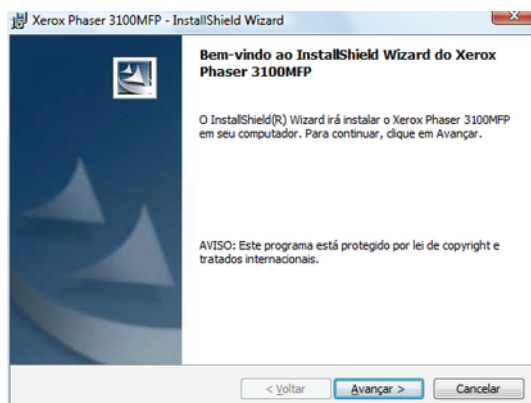 Xerox Phaser 3100MFP - InstallShield Wizard
Bem-vindo ao InstallShield Wizard do Xerox
Phaser 3100MFP
O InstallShield(R) Wizard irá instalar o Xerox Phaser 3100MFP
em seu computador. Para continuar, clique em Avançar.
AVISO: Este programa está protegido por lei de copyright e
tratados internacionais.
< Voltar Avançar > Cancelar